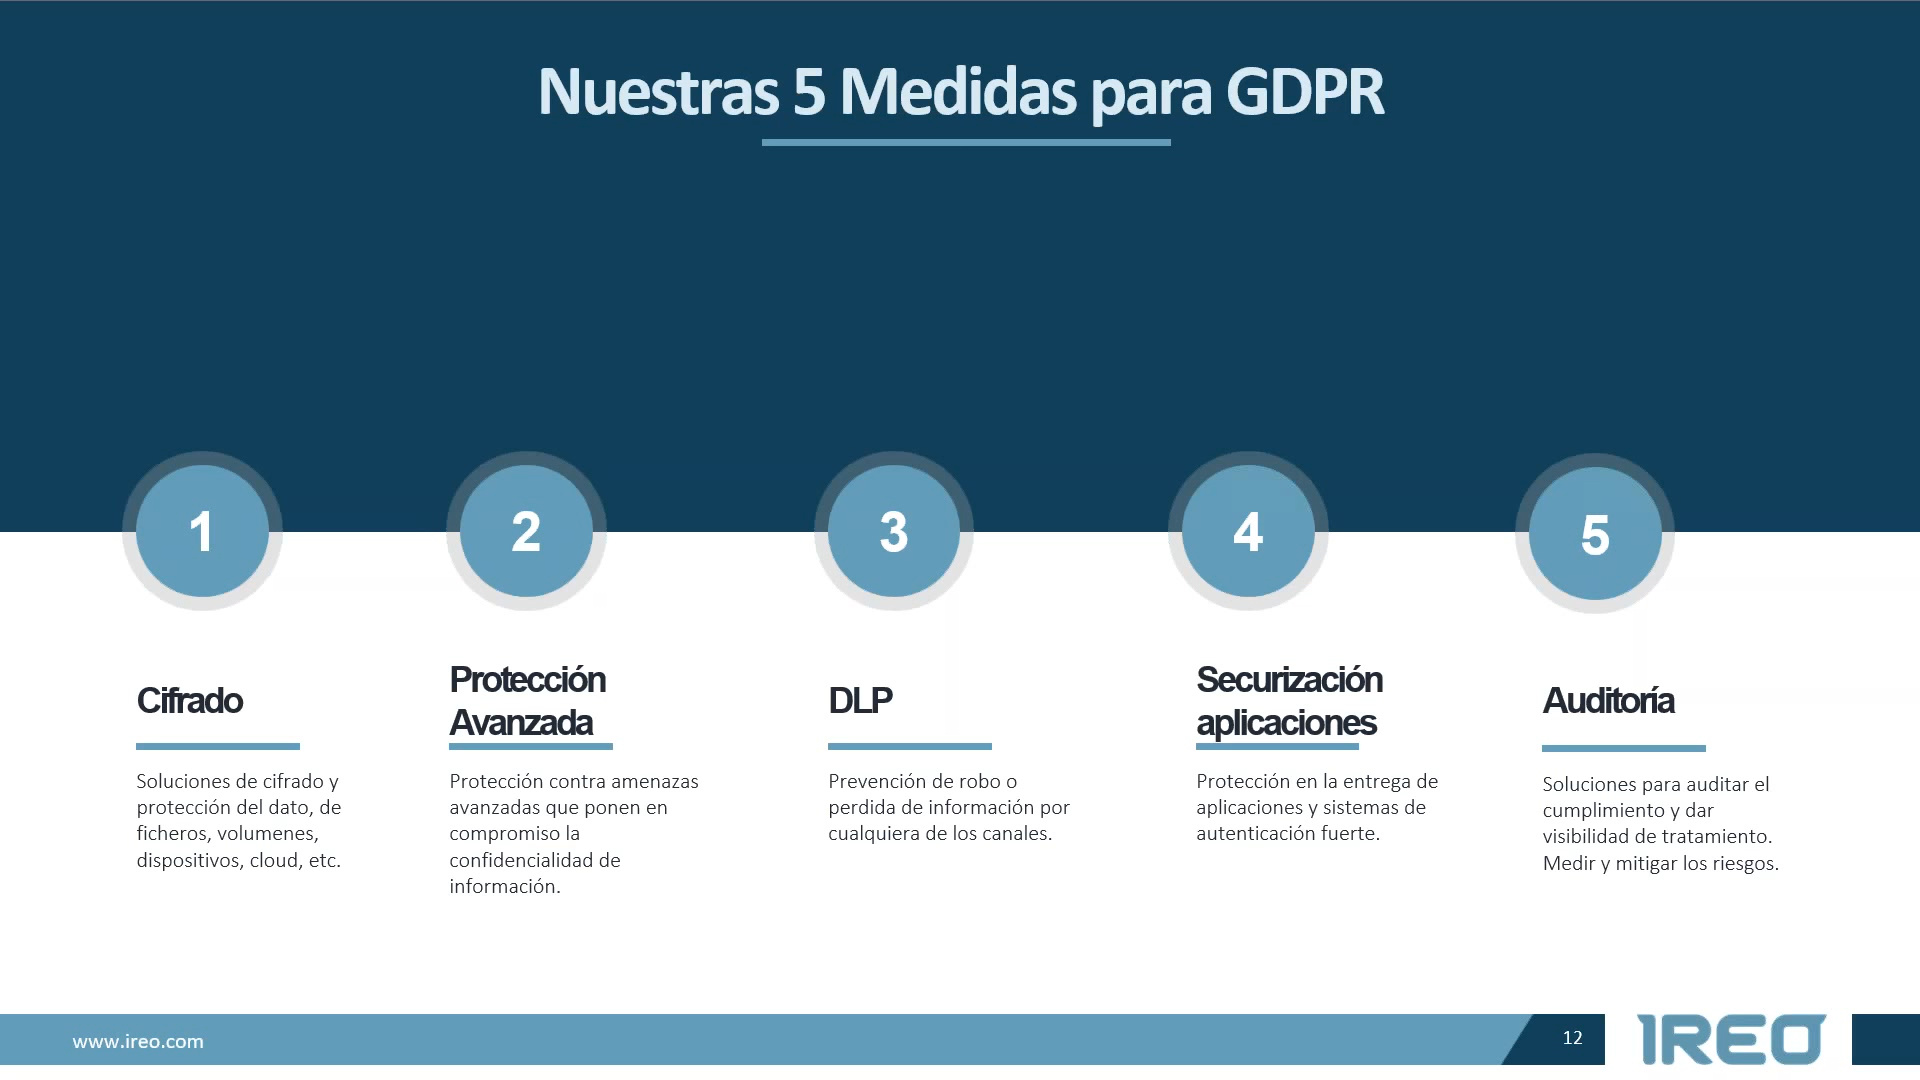 Nuestras 5 Medidas para GDPR
1
2
3
4
5
Cifrado
Soluciones de cifrado y
protección del dato, de
ficheros, volumenes,
dispositivos, cloud, etc.
Protección
Avanzada
Protección contra amenazas
avanzadas que ponen en
compromiso la
confidencialidad de
información.
DLP
Prevención de robo o
perdida de información por
cualquiera de los canales.
Securización
aplicaciones
Protección en la entrega de
aplicaciones y sistemas de
autenticación fuerte.
Auditoría
Soluciones para auditar el
cumplimiento y dar
visibilidad de tratamiento.
Medir y mitigar los riesgos.
www.ireo.com
12
IREO